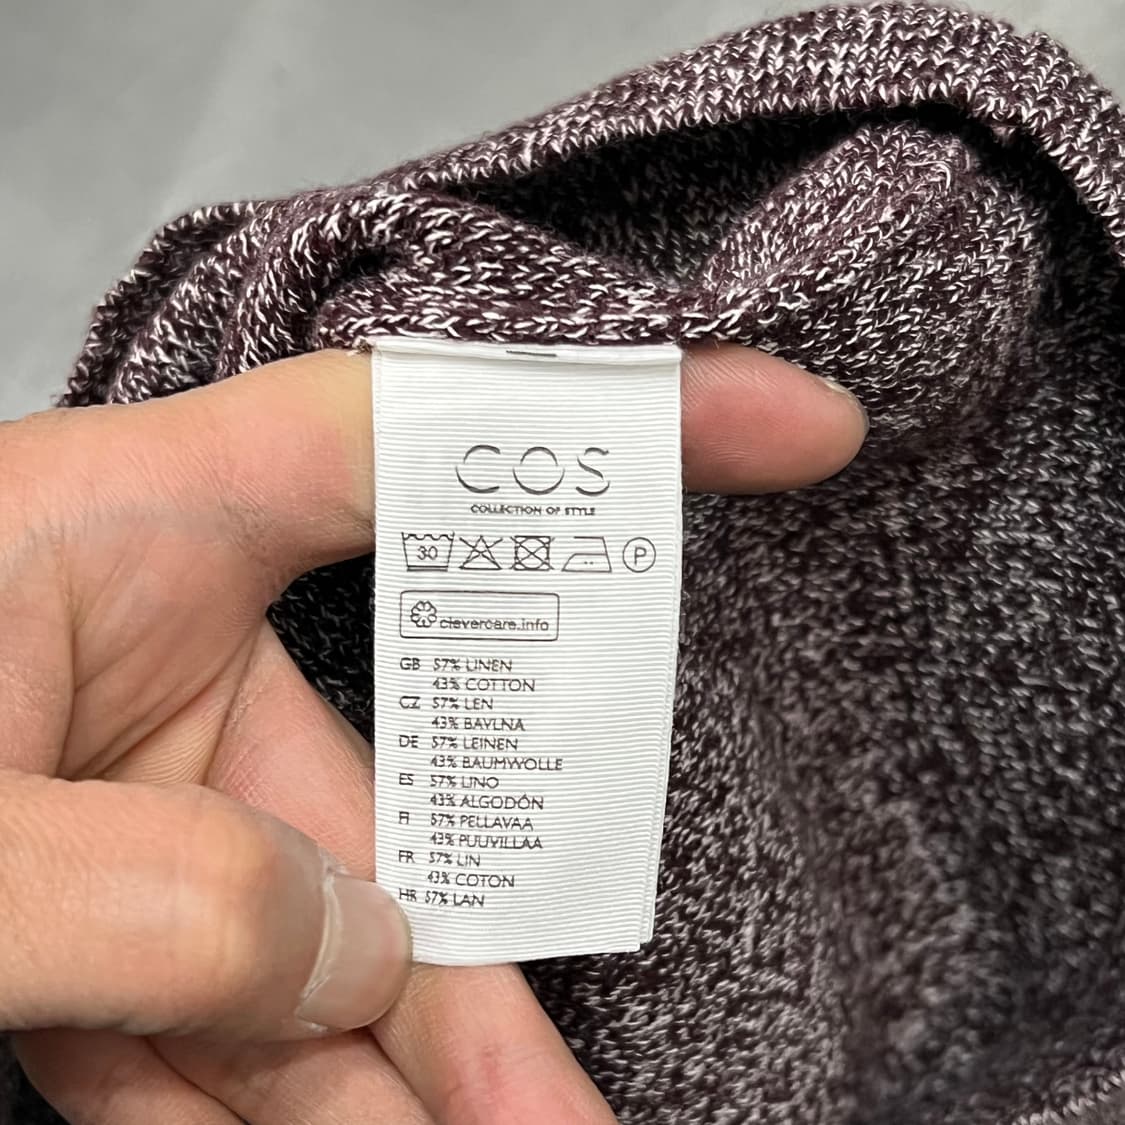 COS
COLLECTION OF STYLE
30 P
clevercare.info
GB 57% LINEN
43% COTTON
CZ 57% LEN
43% BAVLNA
DE 57% LEINEN
43% BAUMWOLLE
ES 57% LINO
43% ALGODÓN
FI 57% PELLAVAA
43% PUUVILLAA
FR 57% LIN
43% COTON
HR 57% LAN